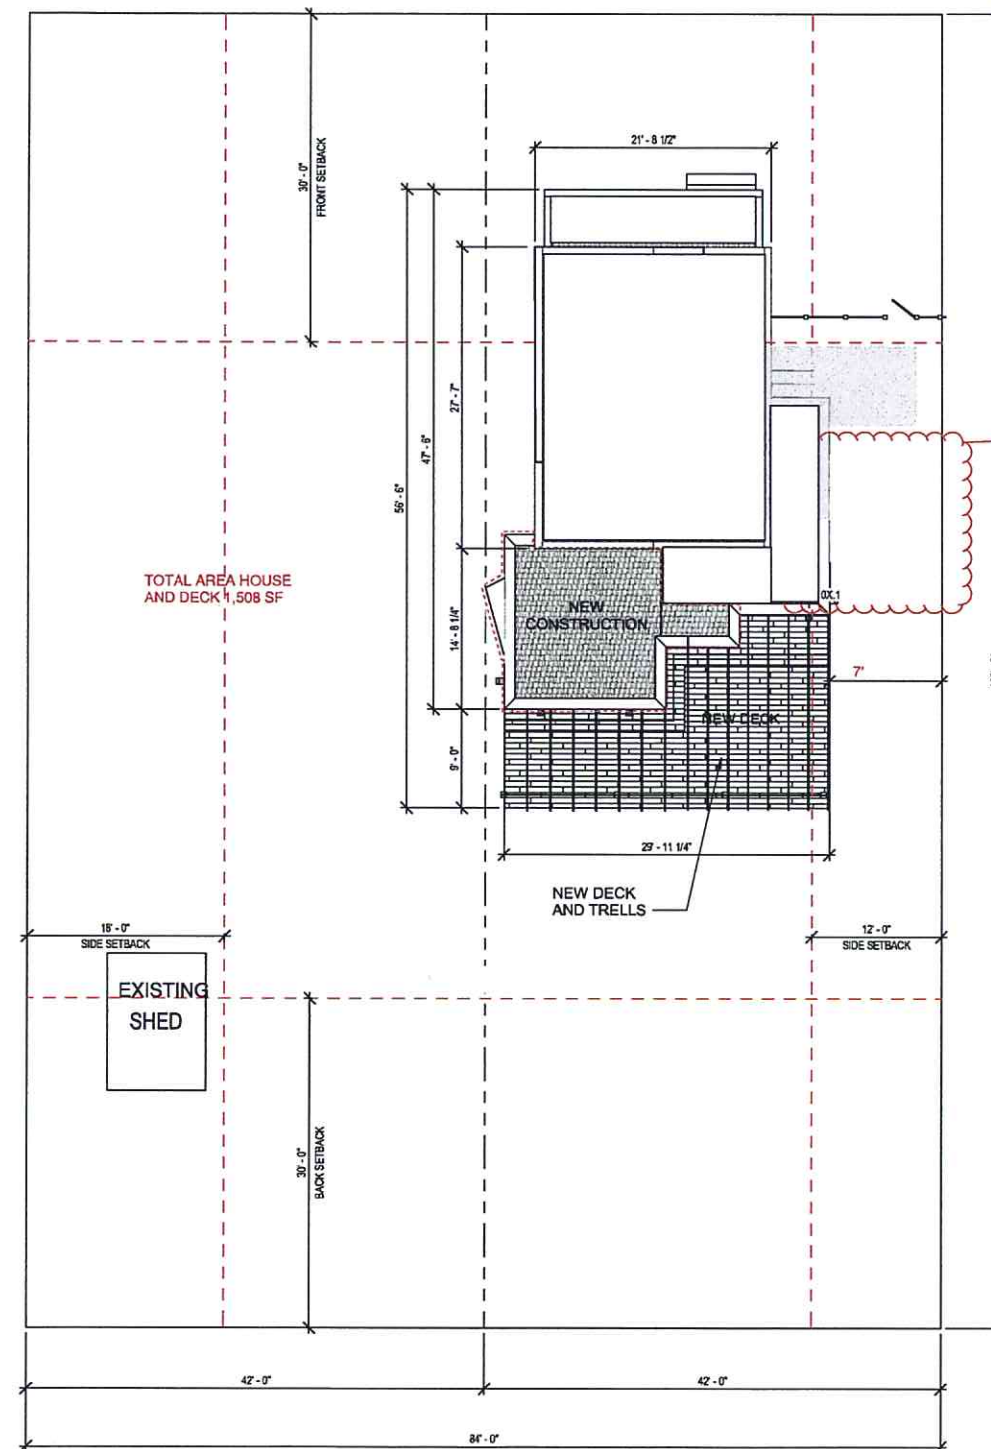 21' - 8 1/2"
30' - 0"
FRONT SETBACK
27' - 7"
47' - 6"
56' - 6"
TOTAL AREA HOUSE
AND DECK 1,508 SF
NEW
CONSTRUCTION
0X.1
14' - 8 1/4"
7'
NEW DECK
9' - 0"
29' - 11 1/4"
NEW DECK
AND TRELLS
18' - 0"
SIDE SETBACK
12' - 0"
SIDE SETBACK
EXISTING
SHED
30' - 0"
BACK SETBACK
42' - 0"
42' - 0"
84' - 0"